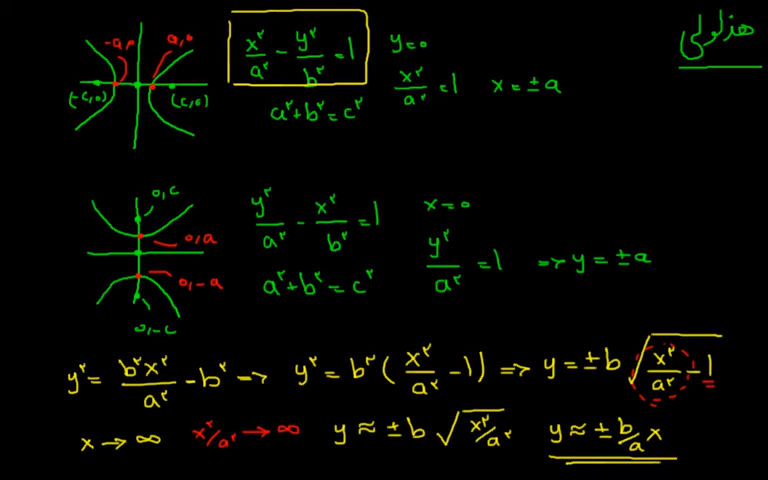 هذلولی
-a,0 a,0 x²/a² - y²/b² = 1 y=0
(-c,0) (c,0) x²/a² = 1 x = ±a
a²+b²=c²
0,c y²/a² - x²/b² = 1 x=0
0,a y²/a² = 1 => y = ±a
0,-a a²+b²=c²
0,-c
y² = b²x²/a² - b² => y² = b²(x²/a² - 1) => y = ±b √(x²/a² - 1)
x → ∞ x²/a² → ∞ y ≈ ±b √(x²/a²) y ≈ ±b/a x